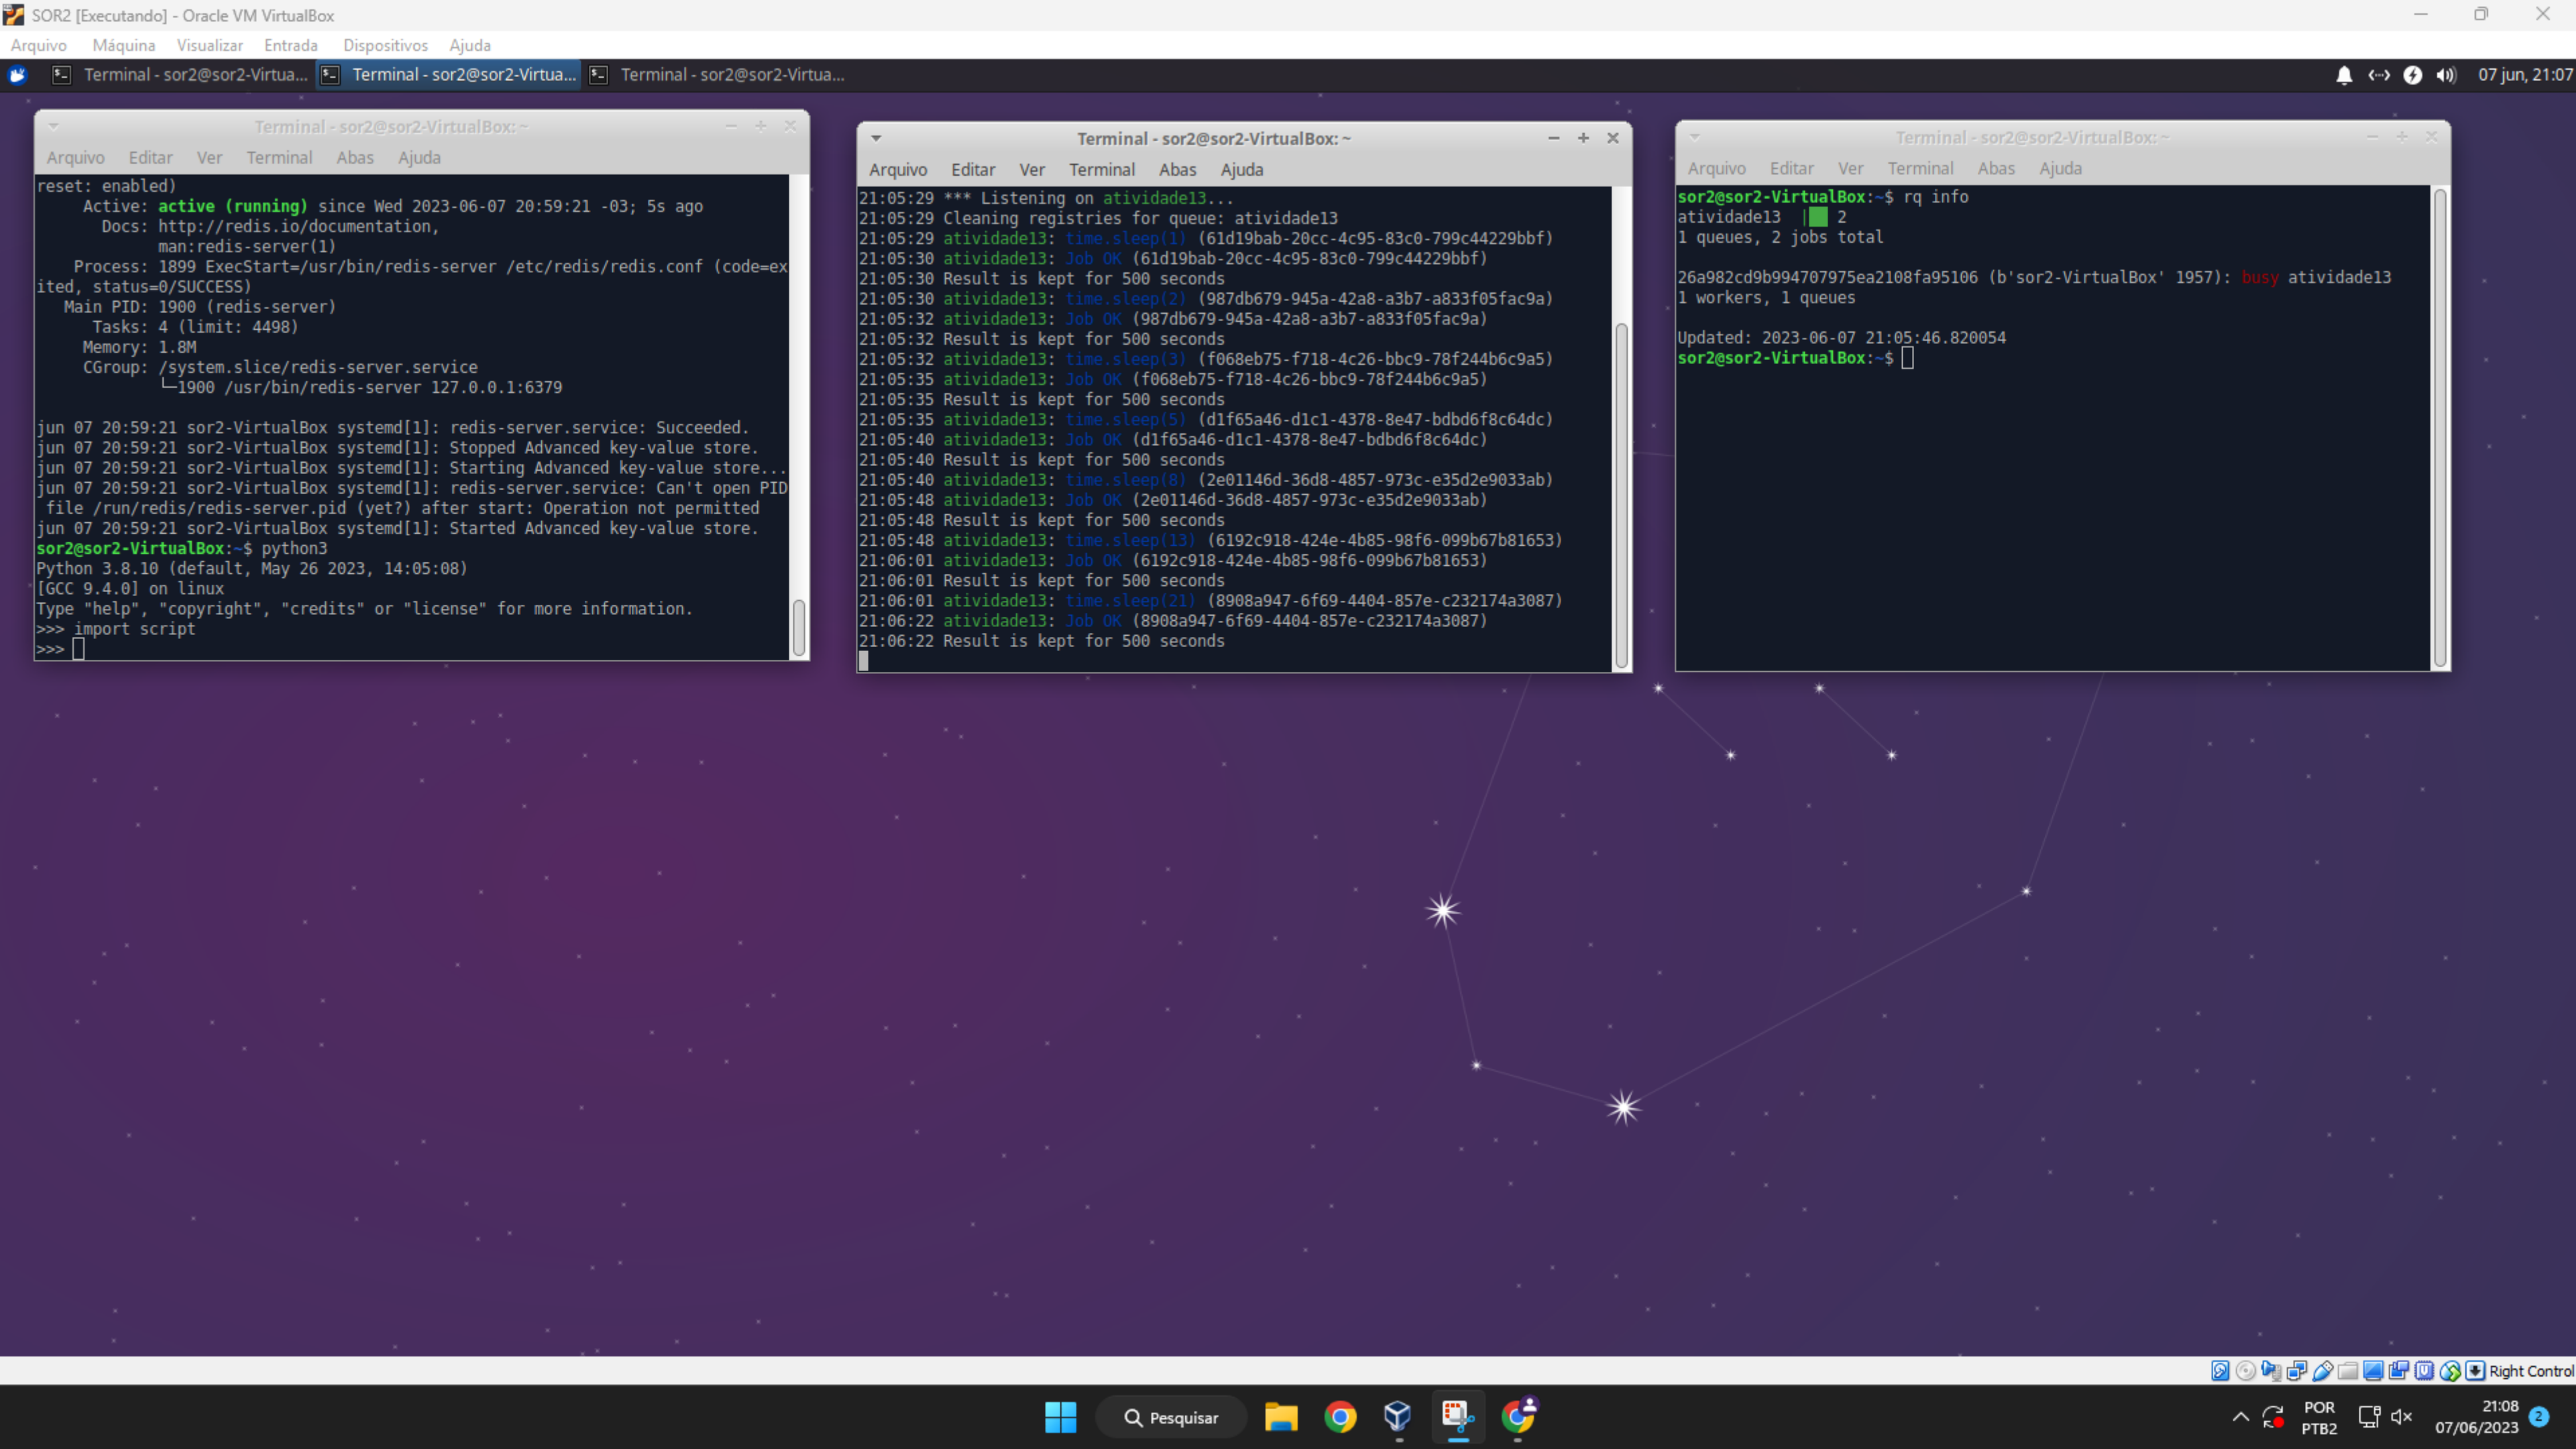 SOR2 [Executando] - Oracle VM VirtualBox
Arquivo Máquina Visualizar Entrada Dispositivos Ajuda
Terminal - sor2@sor2-Virtua... Terminal - sor2@sor2-Virtua... Terminal - sor2@sor2-Virtua... 07 jun, 21:07
Terminal - sor2@sor2-VirtualBox: ~
Arquivo Editar Ver Terminal Abas Ajuda
reset: enabled)
Active: active (running) since Wed 2023-06-07 20:59:21 -03; 5s ago
Docs: http://redis.io/documentation,
man:redis-server(1)
Process: 1899 ExecStart=/usr/bin/redis-server /etc/redis/redis.conf (code=ex
ited, status=0/SUCCESS)
Main PID: 1900 (redis-server)
Tasks: 4 (limit: 4498)
Memory: 1.8M
CGroup: /system.slice/redis-server.service
└─1900 /usr/bin/redis-server 127.0.0.1:6379
jun 07 20:59:21 sor2-VirtualBox systemd[1]: redis-server.service: Succeeded.
jun 07 20:59:21 sor2-VirtualBox systemd[1]: Stopped Advanced key-value store.
jun 07 20:59:21 sor2-VirtualBox systemd[1]: Starting Advanced key-value store...
jun 07 20:59:21 sor2-VirtualBox systemd[1]: redis-server.service: Can't open PID
file /run/redis/redis-server.pid (yet?) after start: Operation not permitted
jun 07 20:59:21 sor2-VirtualBox systemd[1]: Started Advanced key-value store.
sor2@sor2-VirtualBox:~$ python3
Python 3.8.10 (default, May 26 2023, 14:05:08)
[GCC 9.4.0] on linux
Type "help", "copyright", "credits" or "license" for more information.
>>> import script
>>>
Terminal - sor2@sor2-VirtualBox: ~
Arquivo Editar Ver Terminal Abas Ajuda
21:05:29 *** Listening on atividade13...
21:05:29 Cleaning registries for queue: atividade13
21:05:29 atividade13: time.sleep(1) (61d19bab-20cc-4c95-83c0-799c44229bbf)
21:05:30 atividade13: Job OK (61d19bab-20cc-4c95-83c0-799c44229bbf)
21:05:30 Result is kept for 500 seconds
21:05:30 atividade13: time.sleep(2) (987db679-945a-42a8-a3b7-a833f05fac9a)
21:05:32 atividade13: Job OK (987db679-945a-42a8-a3b7-a833f05fac9a)
21:05:32 Result is kept for 500 seconds
21:05:32 atividade13: time.sleep(3) (f068eb75-f718-4c26-bbc9-78f244b6c9a5)
21:05:35 atividade13: Job OK (f068eb75-f718-4c26-bbc9-78f244b6c9a5)
21:05:35 Result is kept for 500 seconds
21:05:35 atividade13: time.sleep(5) (d1f65a46-d1c1-4378-8e47-bdbd6f8c64dc)
21:05:40 atividade13: Job OK (d1f65a46-d1c1-4378-8e47-bdbd6f8c64dc)
21:05:40 Result is kept for 500 seconds
21:05:40 atividade13: time.sleep(8) (2e01146d-36d8-4857-973c-e35d2e9033ab)
21:05:48 atividade13: Job OK (2e01146d-36d8-4857-973c-e35d2e9033ab)
21:05:48 Result is kept for 500 seconds
21:05:48 atividade13: time.sleep(13) (6192c918-424e-4b85-98f6-099b67b81653)
21:06:01 atividade13: Job OK (6192c918-424e-4b85-98f6-099b67b81653)
21:06:01 Result is kept for 500 seconds
21:06:01 atividade13: time.sleep(21) (8908a947-6f69-4404-857e-c232174a3087)
21:06:22 atividade13: Job OK (8908a947-6f69-4404-857e-c232174a3087)
21:06:22 Result is kept for 500 seconds
Terminal - sor2@sor2-VirtualBox: ~
Arquivo Editar Ver Terminal Abas Ajuda
sor2@sor2-VirtualBox:~$ rq info
atividade13 |██ 2
1 queues, 2 jobs total
26a982cd9b994707975ea2108fa95106 (b'sor2-VirtualBox' 1957): busy atividade13
1 workers, 1 queues
Updated: 2023-06-07 21:05:46.820054
sor2@sor2-VirtualBox:~$
Right Control
Pesquisar
POR
PTB2
21:08
07/06/2023
2